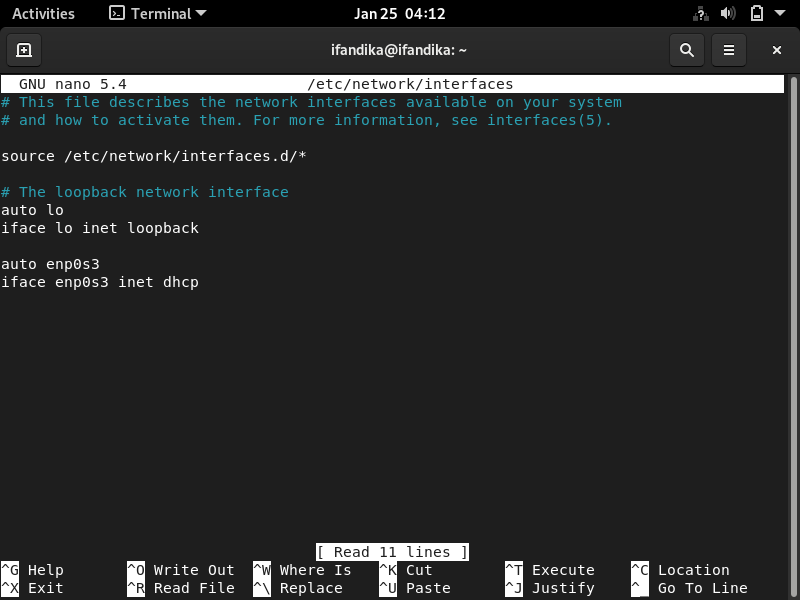 Activities Terminal Jan 25 04:12
ifandika@ifandika: ~
GNU nano 5.4 /etc/network/interfaces
# This file describes the network interfaces available on your system
# and how to activate them. For more information, see interfaces(5).
source /etc/network/interfaces.d/*
# The loopback network interface
auto lo
iface lo inet loopback
auto enp0s3
iface enp0s3 inet dhcp
[ Read 11 lines ]
^G Help ^O Write Out ^W Where Is ^K Cut ^T Execute ^C Location
^X Exit ^R Read File ^\ Replace ^U Paste ^J Justify ^_ Go To Line